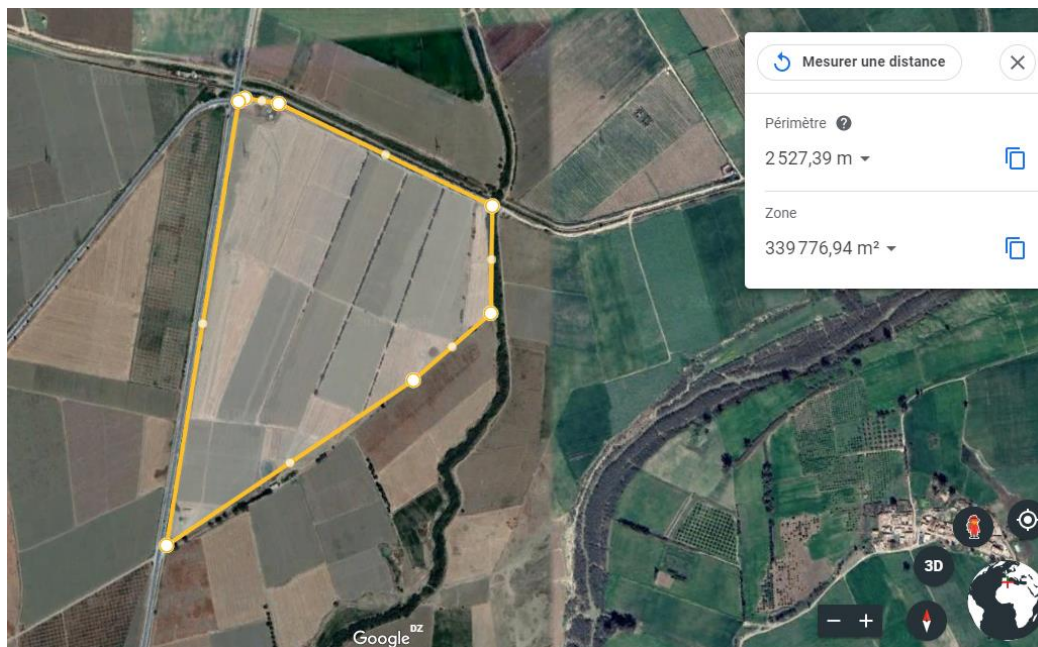 Mesurer une distance
Périmètre ?
2 527,39 m
Zone
339 776,94 m²
3D
Google DZ